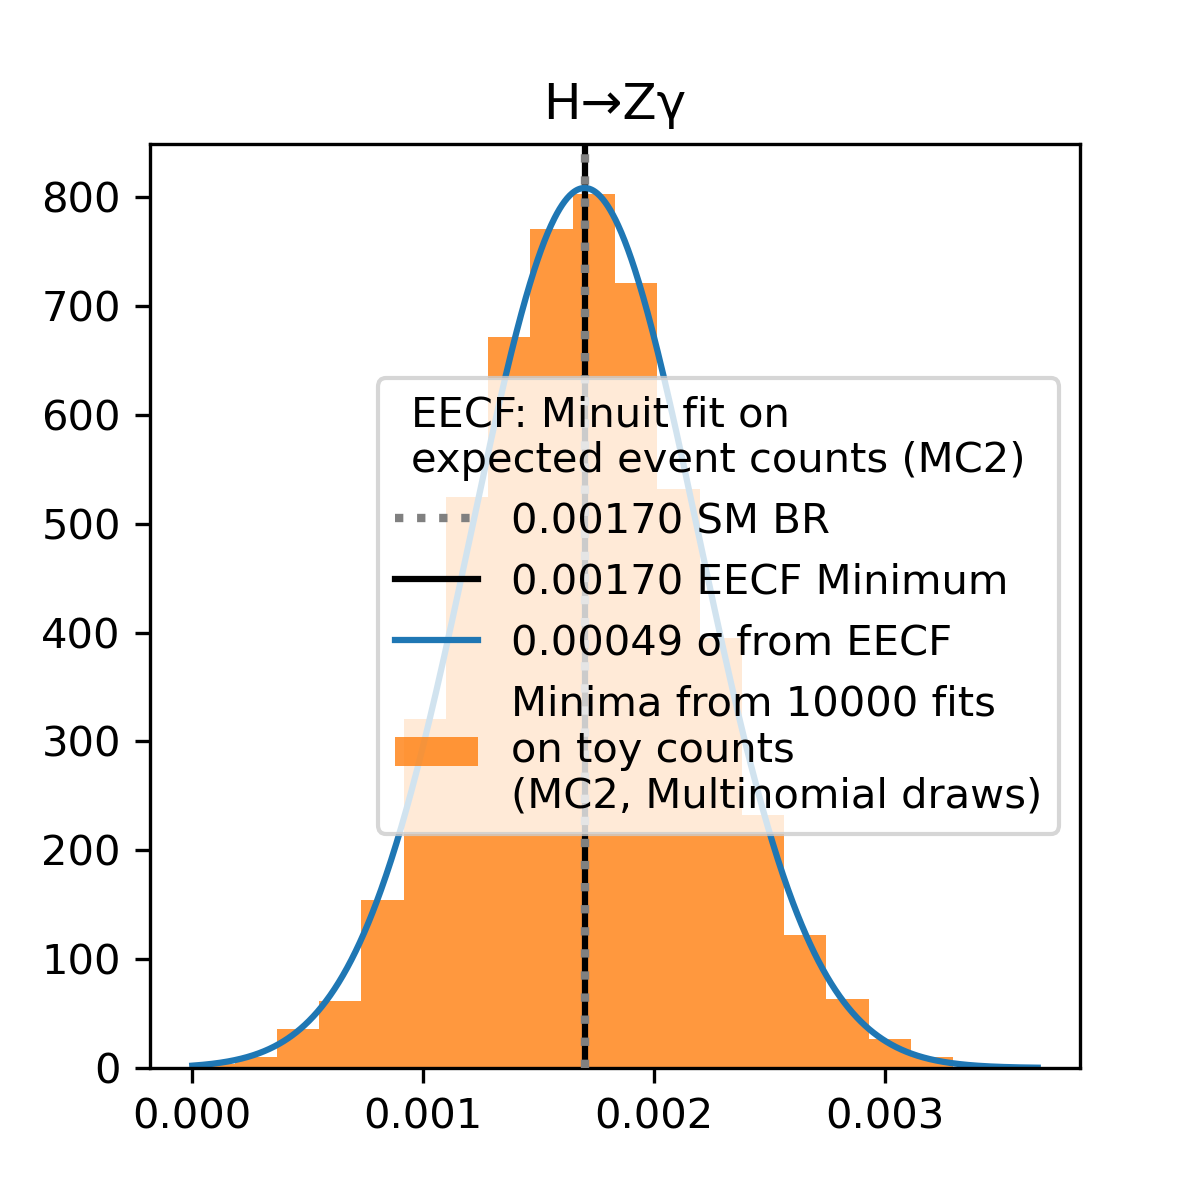 H→Zγ
800
700
600
500
400
300
200
100
0
EECF: Minuit fit on
expected event counts (MC2)
0.00170 SM BR
0.00170 EECF Minimum
0.00049 σ from EECF
Minima from 10000 fits
on toy counts
(MC2, Multinomial draws)
0.000 0.001 0.002 0.003